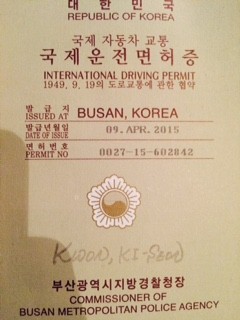 대 한 민 국
REPUBLIC OF KOREA
국제 자동차 교통
국제운전면허증
INTERNATIONAL DRIVING PERMIT
1949. 9. 19의 도로교통에 관한 협약
발 급 지
ISSUED AT BUSAN, KOREA
발급년월일
DATE OF ISSUE 09. APR. 2015
면 허 번 호
PERMIT NO 0027-15-602842
부산광역시지방경찰청장
COMMISSIONER OF
BUSAN METROPOLITAN POLICE AGENCY